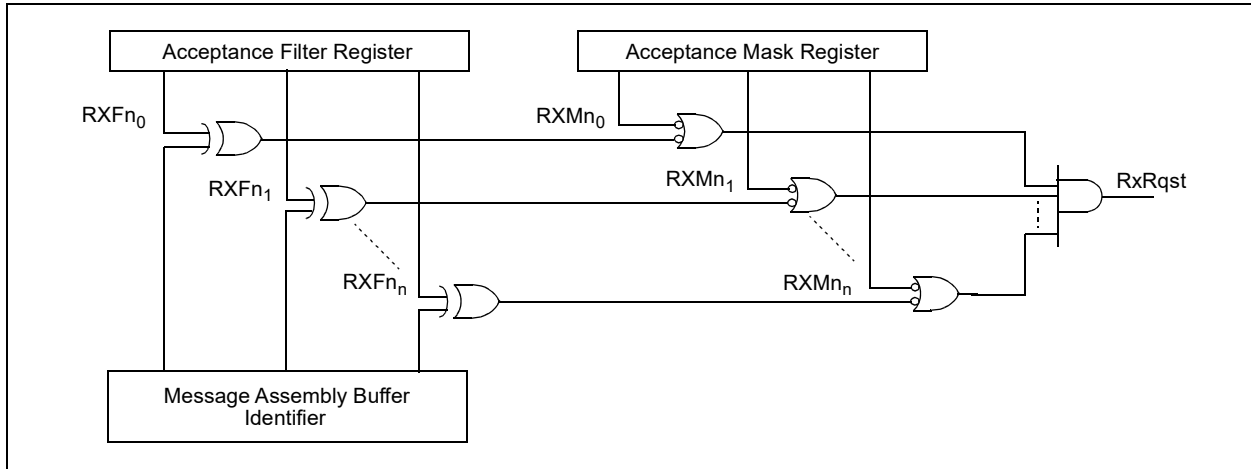 Acceptance Filter Register
Acceptance Mask Register
RXFn₀
RXMn₀
RXFn₁
RXMn₁
RxRqst
RXFnₙ
RXMnₙ
Message Assembly Buffer
Identifier